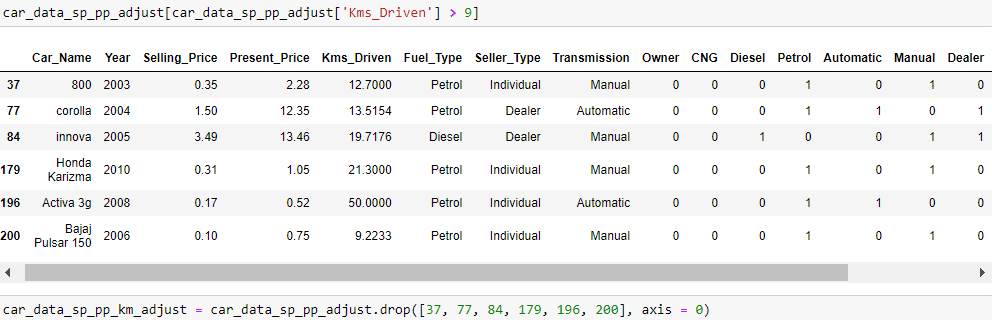 car_data_sp_pp_adjust[car_data_sp_pp_adjust['Kms_Driven'] > 9]
Car_Name Year Selling_Price Present_Price Kms_Driven Fuel_Type Seller_Type Transmission Owner CNG Diesel Petrol Automatic Manual Dealer
37 800 2003 0.35 2.28 12.7000 Petrol Individual Manual 0 0 0 1 0 1 0
77 corolla 2004 1.50 12.35 13.5154 Petrol Dealer Automatic 0 0 0 1 1 0 1
84 innova 2005 3.49 13.46 19.7176 Diesel Dealer Manual 0 0 1 0 0 1 1
179 Honda Karizma 2010 0.31 1.05 21.3000 Petrol Individual Manual 0 0 0 1 0 1 0
196 Activa 3g 2008 0.17 0.52 50.0000 Petrol Individual Automatic 0 0 0 1 1 0 0
200 Bajaj Pulsar 150 2006 0.10 0.75 9.2233 Petrol Individual Manual 0 0 0 1 0 1 0
car_data_sp_pp_km_adjust = car_data_sp_pp_adjust.drop([37, 77, 84, 179, 196, 200], axis = 0)